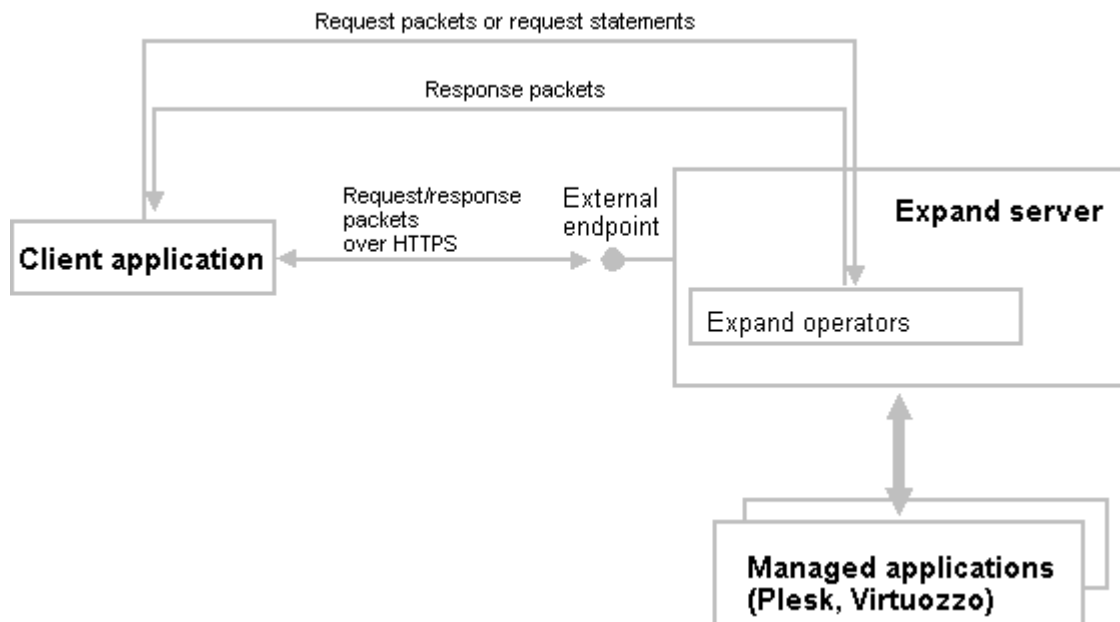 Request packets or request statements
Response packets
Request/response
packets
over HTTPS
External
endpoint
Expand server
Client application
Expand operators
Managed applications
(Plesk, Virtuozzo)